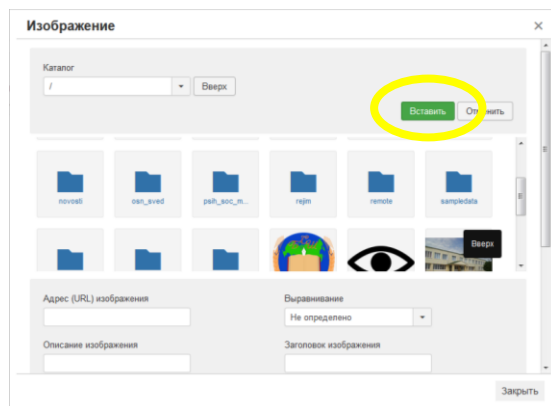 Изображение ×
Каталог
/ Вверх
Вставить Отменить
novosti osn_sved psih_soc_m... rejim remote sampledata
Вверх
Адрес (URL) изображения Выравнивание
Не определено
Описание изображения Заголовок изображения
Закрыть